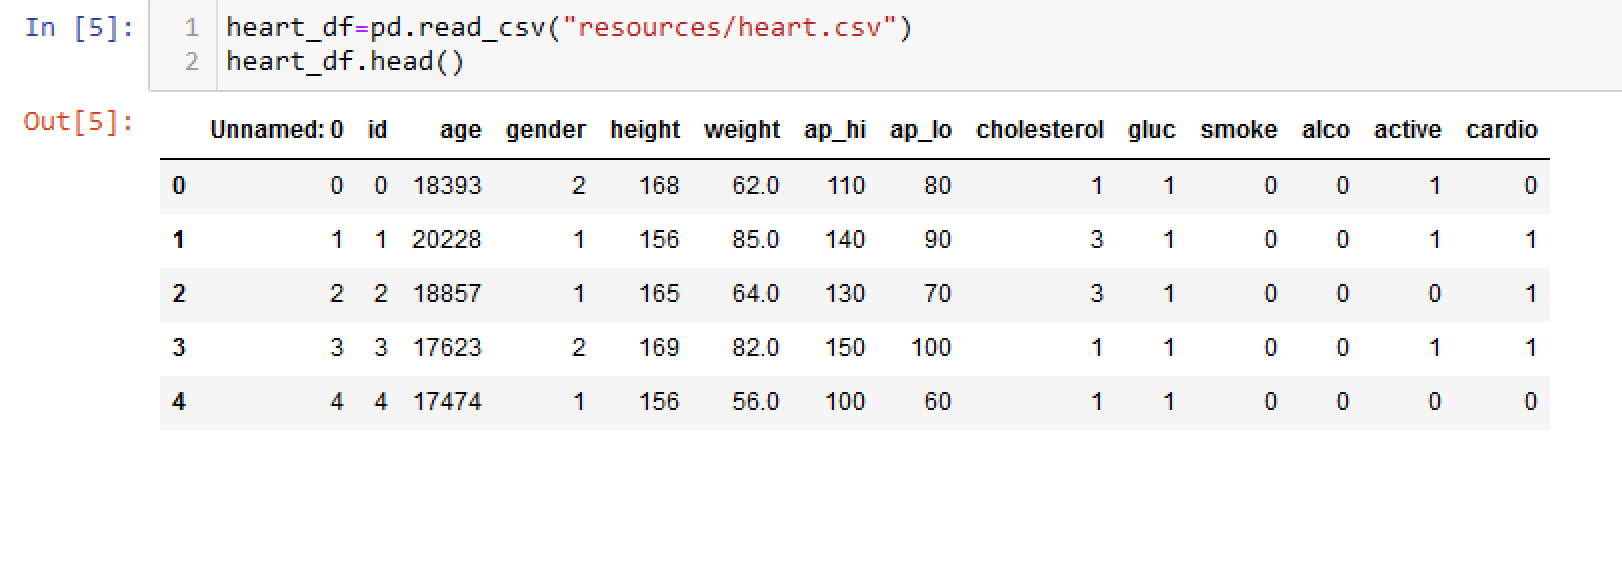 In [5]: 1 heart_df=pd.read_csv("resources/heart.csv")
2 heart_df.head()
Out[5]:
Unnamed: 0 id age gender height weight ap_hi ap_lo cholesterol gluc smoke alco active cardio
0 0 0 18393 2 168 62.0 110 80 1 1 0 0 1 0
1 1 1 20228 1 156 85.0 140 90 3 1 0 0 1 1
2 2 2 18857 1 165 64.0 130 70 3 1 0 0 0 1
3 3 3 17623 2 169 82.0 150 100 1 1 0 0 1 1
4 4 4 17474 1 156 56.0 100 60 1 1 0 0 0 0